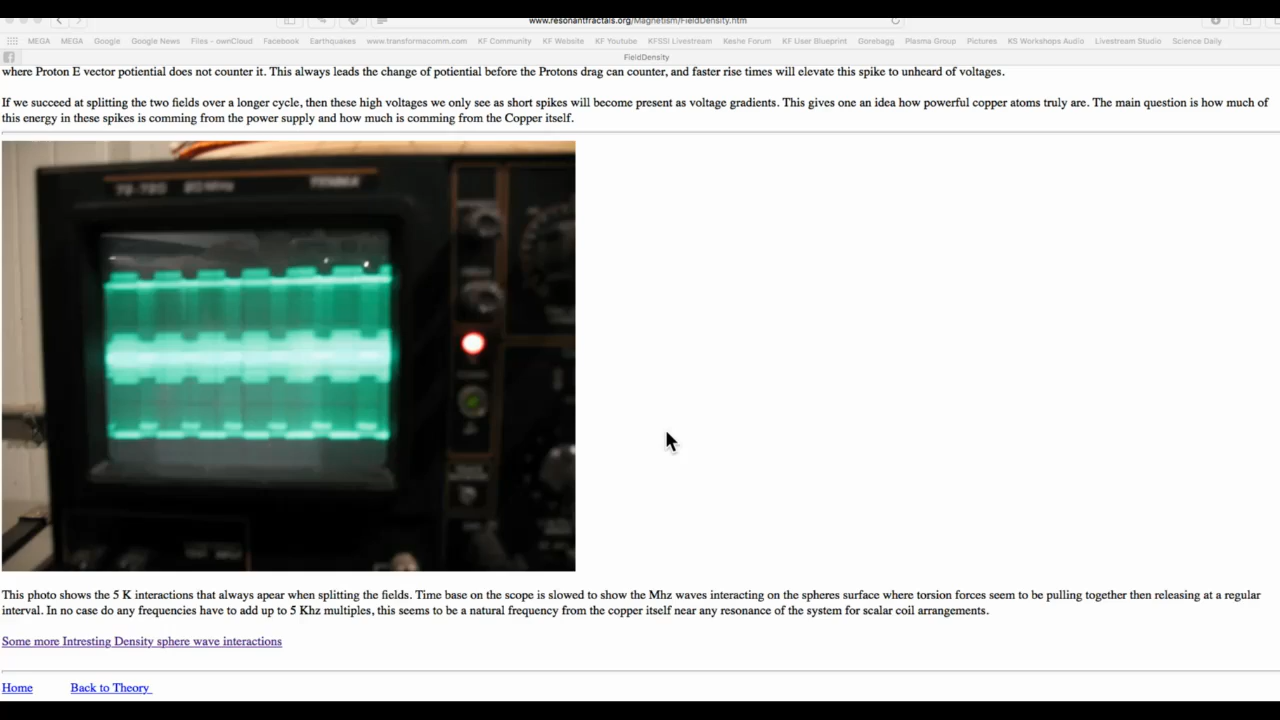 www.resonantfractals.org/Magnetism/FieldDensity.htm
MEGA MEGA Google Google News Files - ownCloud Facebook Earthquakes www.transformacomm.com KF Community KF Website KF Youtube KFSSI Livestream Keshe Forum KF User Blueprint Gorebagg Plasma Group Pictures KS Workshops Audio Livestream Studio Science Daily
FieldDensity
where Proton E vector potiential does not counter it. This always leads the change of potiential before the Protons drag can counter, and faster rise times will elevate this spike to unheard of voltages.
If we succeed at splitting the two fields over a longer cycle, then these high voltages we only see as short spikes will become present as voltage gradients. This gives one an idea how powerful copper atoms truly are. The main question is how much of
this energy in these spikes is comming from the power supply and how much is comming from the Copper itself.
This photo shows the 5 K interactions that always apear when splitting the fields. Time base on the scope is slowed to show the Mhz waves interacting on the spheres surface where torsion forces seem to be pulling together then releasing at a regular
interval. In no case do any frequencies have to add up to 5 Khz multiples, this seems to be a natural frequency from the copper itself near any resonance of the system for scalar coil arrangements.
Some more Intresting Density sphere wave interactions
Home Back to Theory